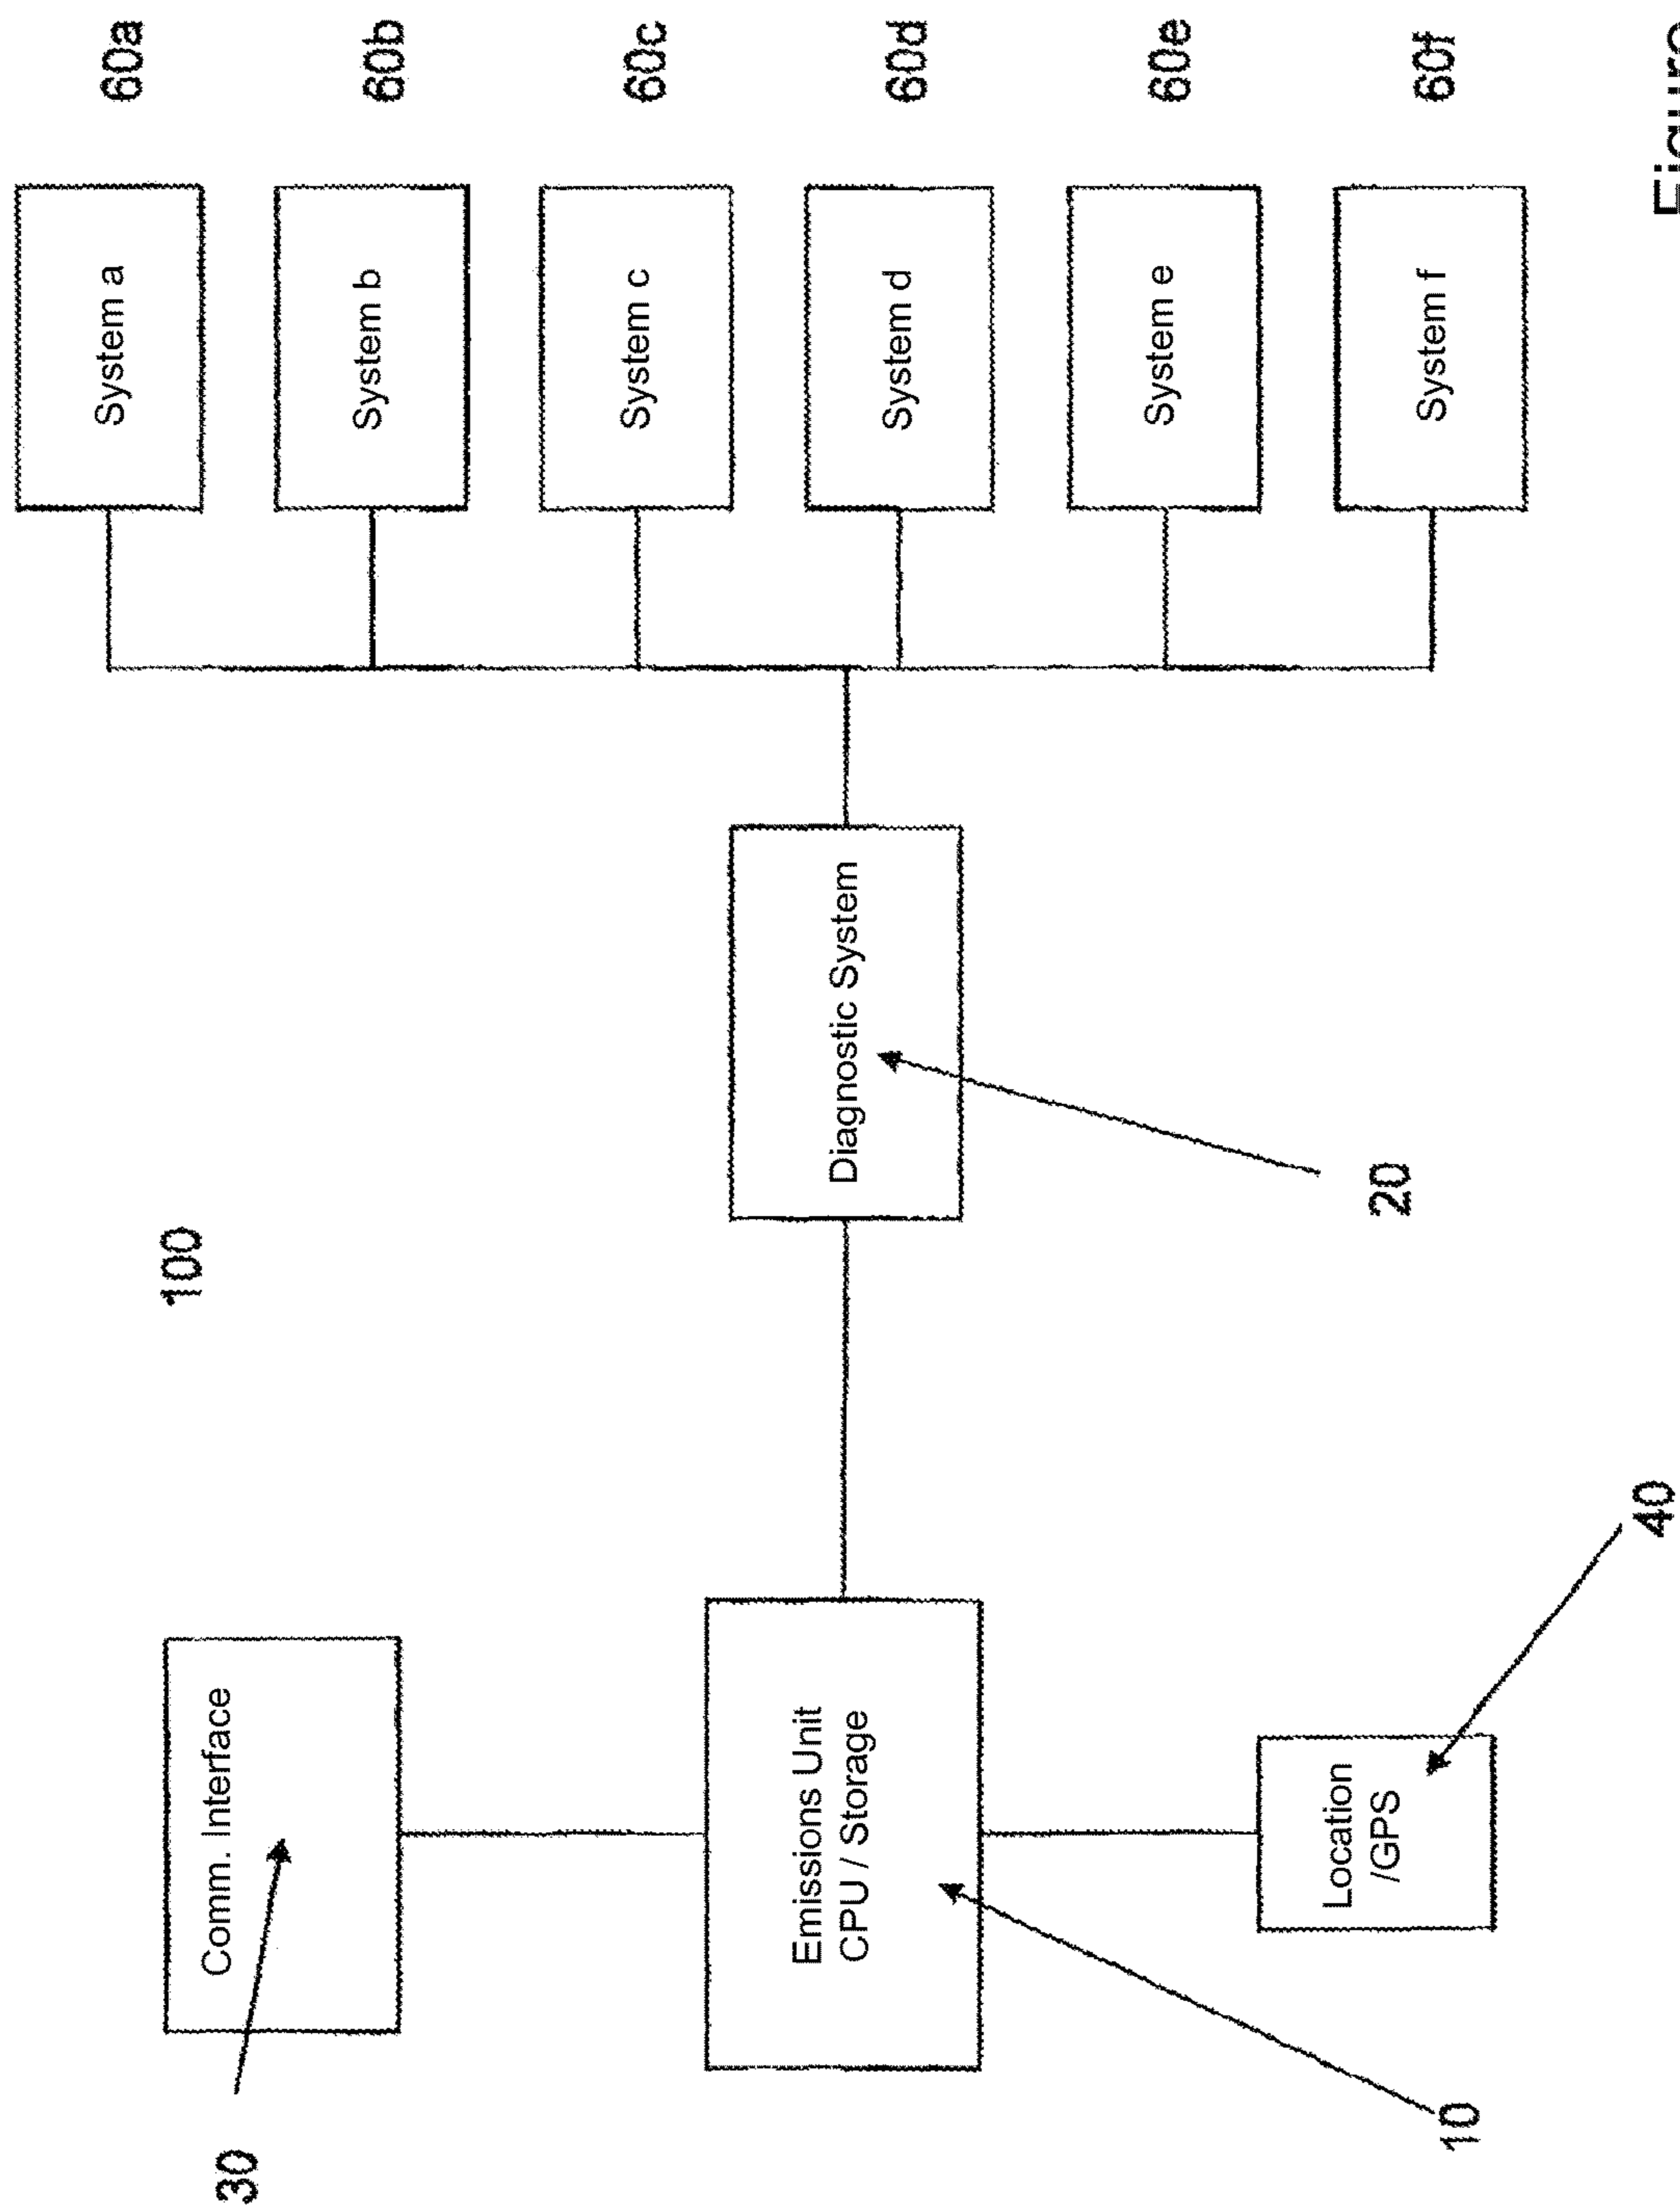 System a
60a
100
Comm. Interface
30
System b
60b
System c
60c
Emissions Unit
CPU / Storage
Diagnostic System
System d
60d
System e
60e
Location
/GPS
20
System f
60f
10
40
Figure